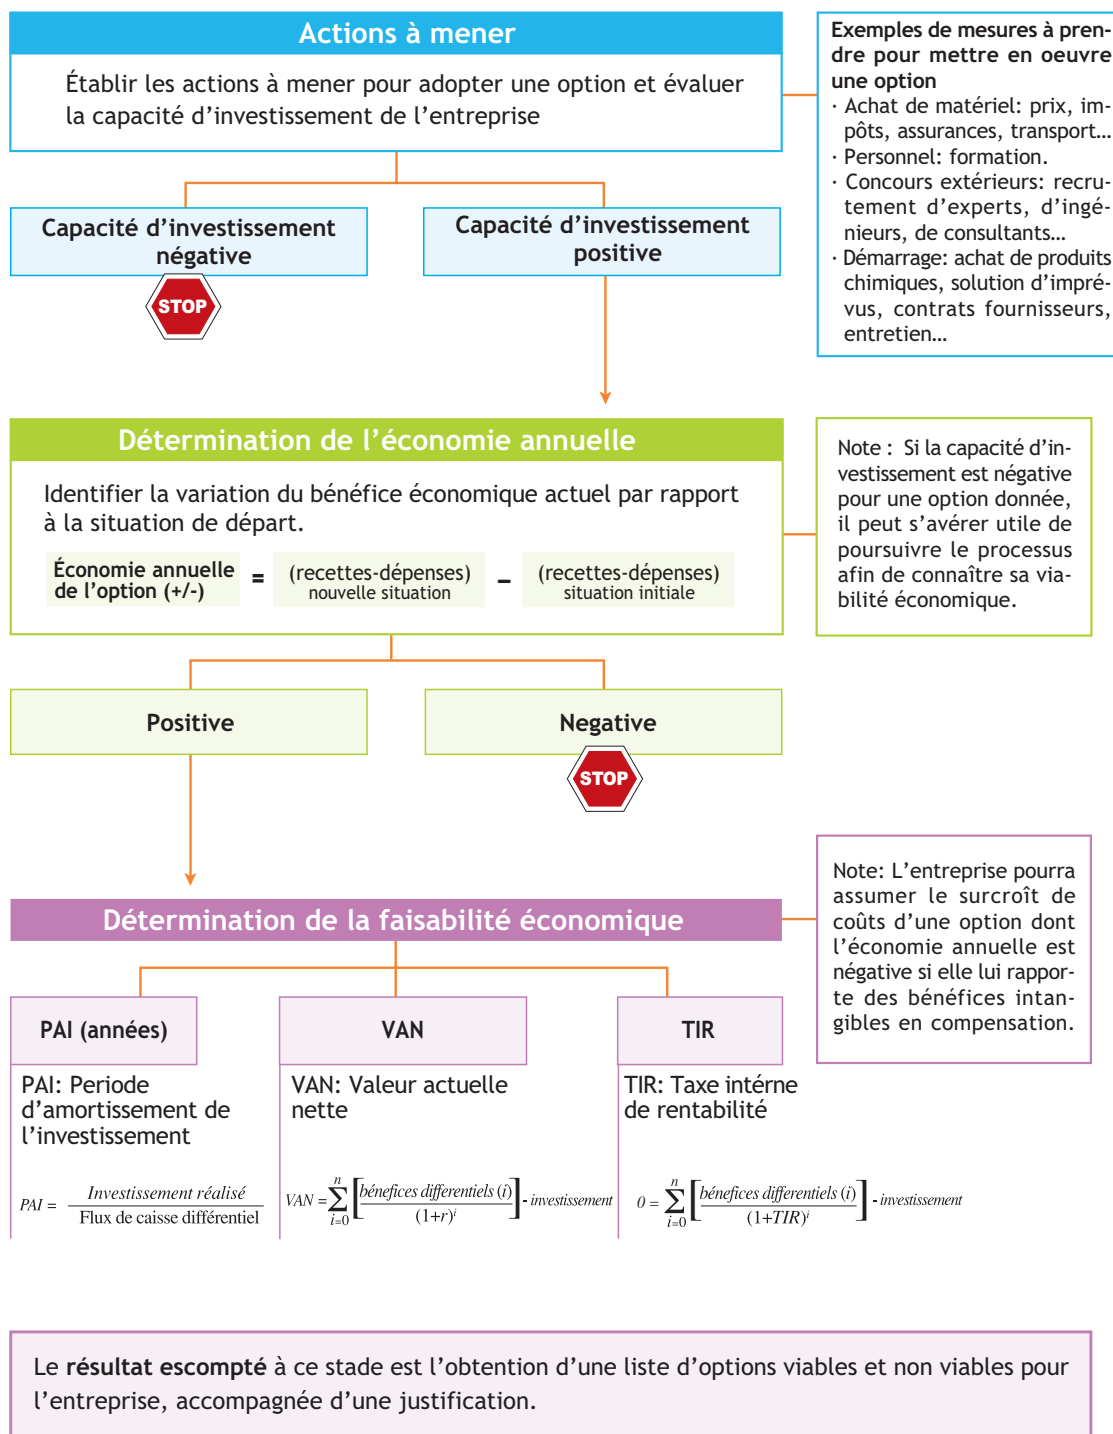 Actions à mener
Établir les actions à mener pour adopter une option et évaluer
la capacité d’investissement de l’entreprise
Exemples de mesures à pren-
dre pour mettre en oeuvre
une option
· Achat de matériel: prix, im-
pôts, assurances, transport…
· Personnel: formation.
· Concours extérieurs: recru-
tement d’experts, d’ingé-
nieurs, de consultants…
· Démarrage: achat de produits
chimiques, solution d’impré-
vus, contrats fournisseurs,
entretien…
Capacité d’investissement
négative
STOP
Capacité d’investissement
positive
Détermination de l’économie annuelle
Identifier la variation du bénéfice économique actuel par rapport
à la situation de départ.
Économie annuelle
de l’option (+/-)
=
(recettes-dépenses)
nouvelle situation
–
(recettes-dépenses)
situation initiale
Note : Si la capacité d’in-
vestissement est négative
pour une option donnée,
il peut s’avérer utile de
poursuivre le processus
afin de connaître sa via-
bilité économique.
Positive
Negative
STOP
Détermination de la faisabilité économique
Note: L’entreprise pourra
assumer le surcroît de
coûts d’une option dont
l’économie annuelle est
négative si elle lui rappor-
te des bénéfices intan-
gibles en compensation.
PAI (années)
PAI: Periode
d’amortissement de
l’investissement
PAI = Investissement réalisé
Flux de caisse différentiel
VAN
VAN: Valeur actuelle
nette
VAN = n ∑ i=0 [bénefices differentiels (i) / (1+r)^i] - investissement
TIR
TIR: Taxe intérne
de rentabilité
0 = n ∑ i=0 [bénefices differentiels (i) / (1+TIR)^i] - investissement
Le résultat escompté à ce stade est l’obtention d’une liste d’options viables et non viables pour
l’entreprise, accompagnée d’une justification.